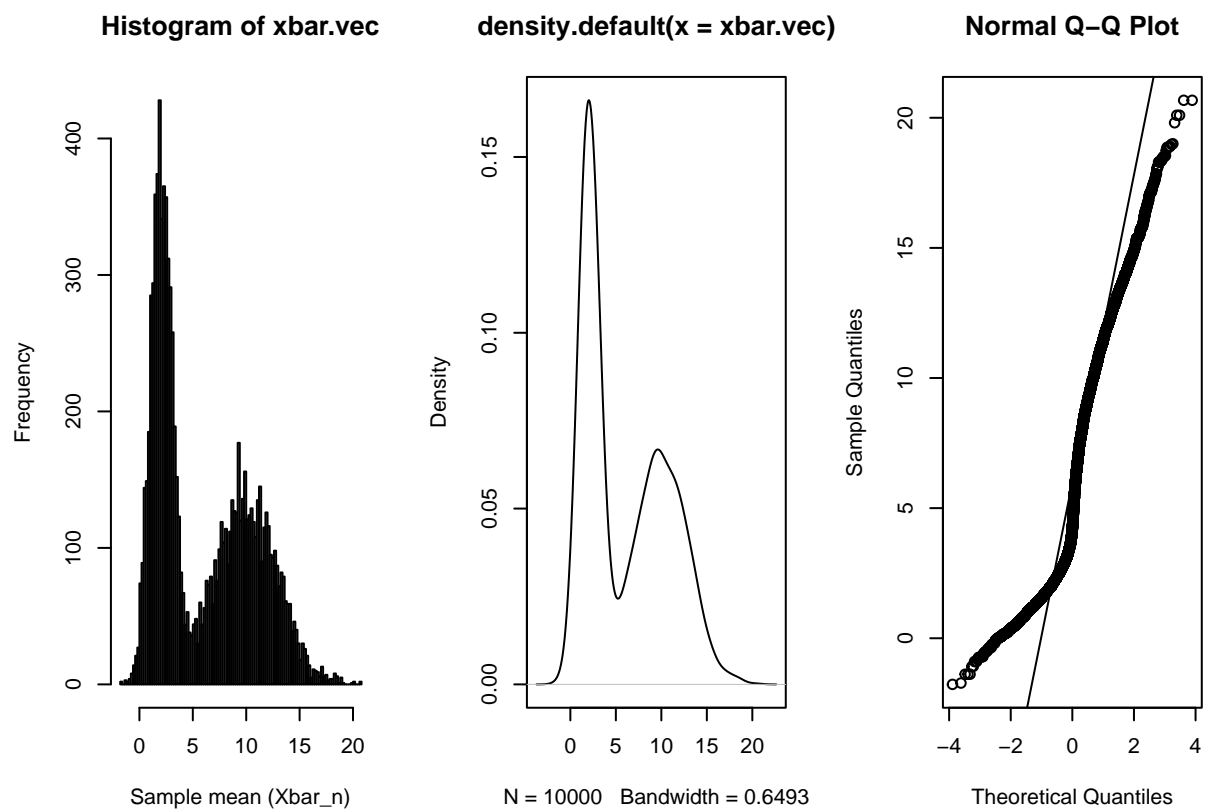 Histogram of xbar.vec
Frequency
400
300
200
100
0
0 5 10 15 20
Sample mean (Xbar_n)
density.default(x = xbar.vec)
Density
0.15
0.10
0.05
0.00
0 5 10 15 20
N = 10000 Bandwidth = 0.6493
Normal Q−Q Plot
Sample Quantiles
20
15
10
5
0
−4 −2 0 2 4
Theoretical Quantiles